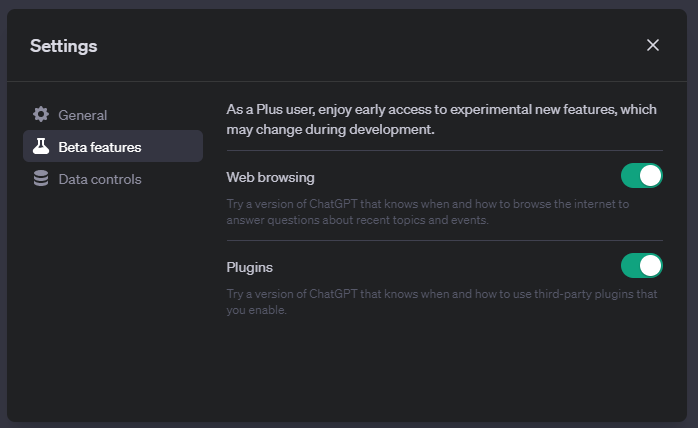 Settings
General
Beta features
Data controls
As a Plus user, enjoy early access to experimental new features, which
may change during development.
Web browsing
Try a version of ChatGPT that knows when and how to browse the internet to
answer questions about recent topics and events.
Plugins
Try a version of ChatGPT that knows when and how to use third-party plugins that
you enable.